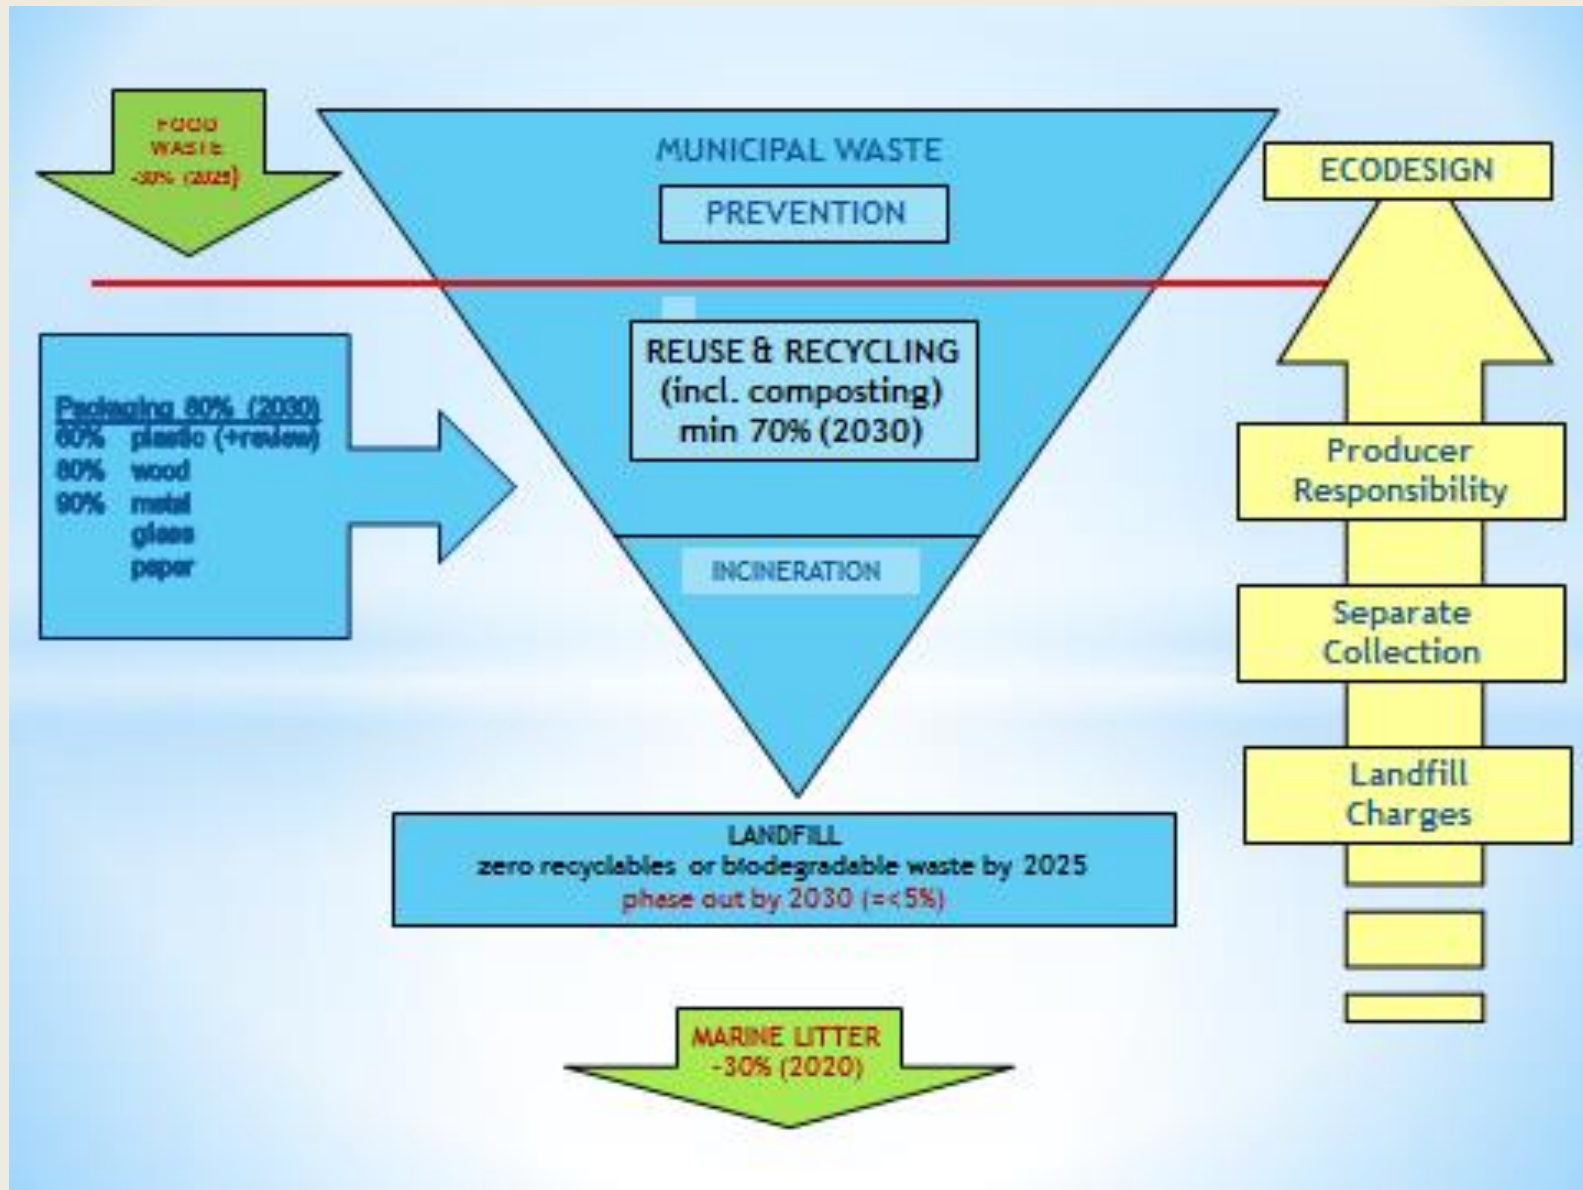 FOOD
WASTE
-30% (2025)
MUNICIPAL WASTE
PREVENTION
ECODESIGN
REUSE & RECYCLING
(incl. composting)
min 70% (2030)
Packaging 80% (2030)
60% plastic (+review)
80% wood
90% metal
glass
paper
INCINERATION
Producer
Responsibility
Separate
Collection
Landfill
Charges
LANDFILL
zero recyclables or biodegradable waste by 2025
phase out by 2030 (=<5%)
MARINE LITTER
-30% (2020)